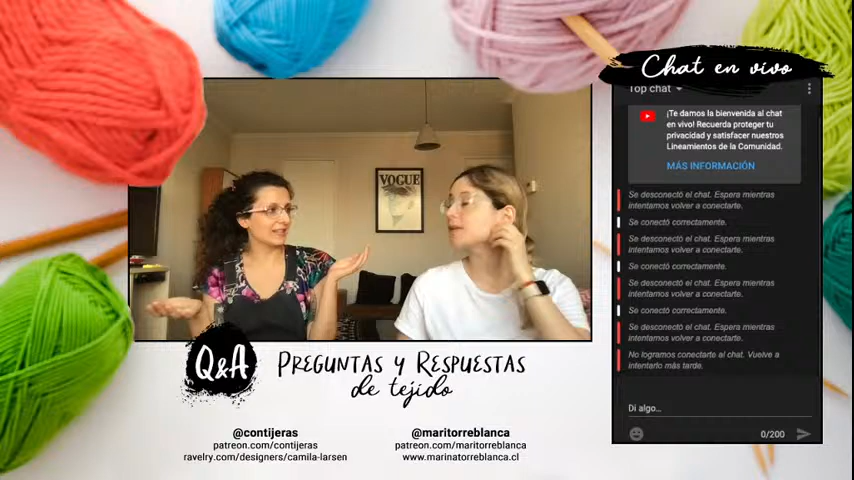 Chat en vivo
Top chat
¡Te damos la bienvenida al chat
en vivo! Recuerda proteger tu
privacidad y satisfacer nuestros
Lineamientos de la Comunidad.
MÁS INFORMACIÓN
Se desconectó el chat. Espera mientras
intentamos volver a conectarte.
Se conectó correctamente.
Se desconectó el chat. Espera mientras
intentamos volver a conectarte.
Se conectó correctamente.
Se desconectó el chat. Espera mientras
intentamos volver a conectarte.
Se conectó correctamente.
Se desconectó el chat. Espera mientras
intentamos volver a conectarte.
No logramos conectarte al chat. Vuelve a
intentarlo más tarde.
Di algo...
0/200
VOGUE
Q&A
PREGUNTAS Y RESPUESTAS
de tejido
@contijeras
patreon.com/contijeras
ravelry.com/designers/camila-larsen
@maritorreblanca
patreon.com/maritorreblanca
www.marinatorreblanca.cl